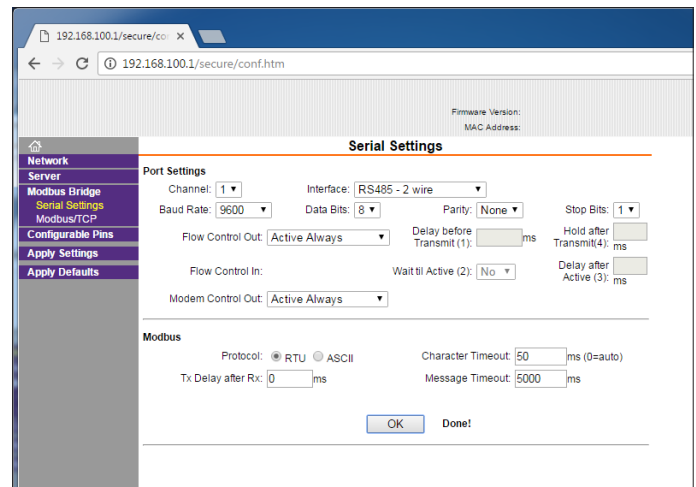 192.168.100.1/secure/co
192.168.100.1/secure/conf.htm
Firmware Version:
MAC Address:
Serial Settings
Network
Server
Modbus Bridge
Serial Settings
Modbus/TCP
Configurable Pins
Apply Settings
Apply Defaults
Port Settings
Channel: 1 Interface: RS485 - 2 wire
Baud Rate: 9600 Data Bits: 8 Parity: None Stop Bits: 1
Flow Control Out: Active Always Delay before Transmit (1): ms Hold after Transmit(4): ms
Flow Control In: Wait til Active (2): No Delay after Active (3): ms
Modem Control Out: Active Always
Modbus
Protocol: RTU ASCII Character Timeout: 50 ms (0=auto)
Tx Delay after Rx: 0 ms Message Timeout: 5000 ms
OK Done!